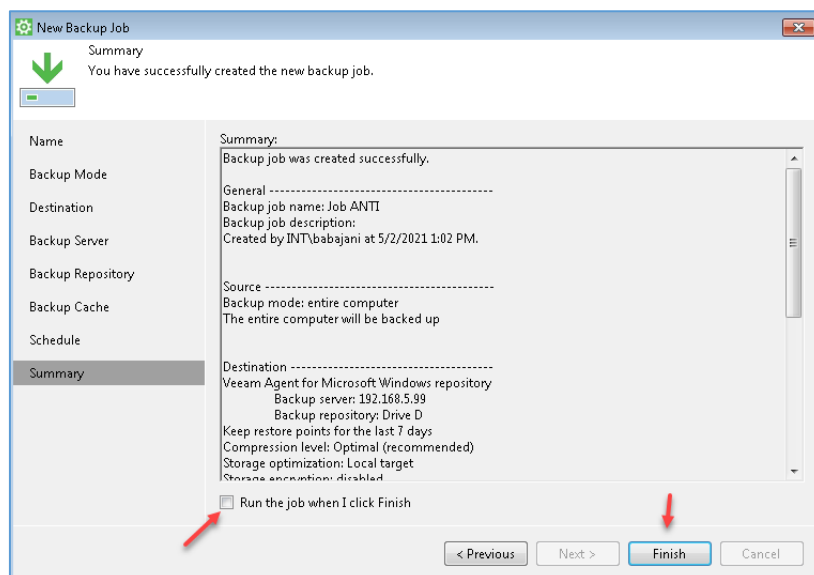 New Backup Job
Summary
You have successfully created the new backup job.
Name
Backup Mode
Destination
Backup Server
Backup Repository
Backup Cache
Schedule
Summary
Summary:
Backup job was created successfully.
General ------------------------------------------
Backup job name: Job ANTI
Backup job description:
Created by INT\babajani at 5/2/2021 1:02 PM.
Source -------------------------------------------
Backup mode: entire computer
The entire computer will be backed up
Destination --------------------------------------
Veeam Agent for Microsoft Windows repository
Backup server: 192.168.5.99
Backup repository: Drive D
Keep restore points for the last 7 days
Compression level: Optimal (recommended)
Storage optimization: Local target
Storage encryption: disabled
Run the job when I click Finish
< Previous
Next >
Finish
Cancel